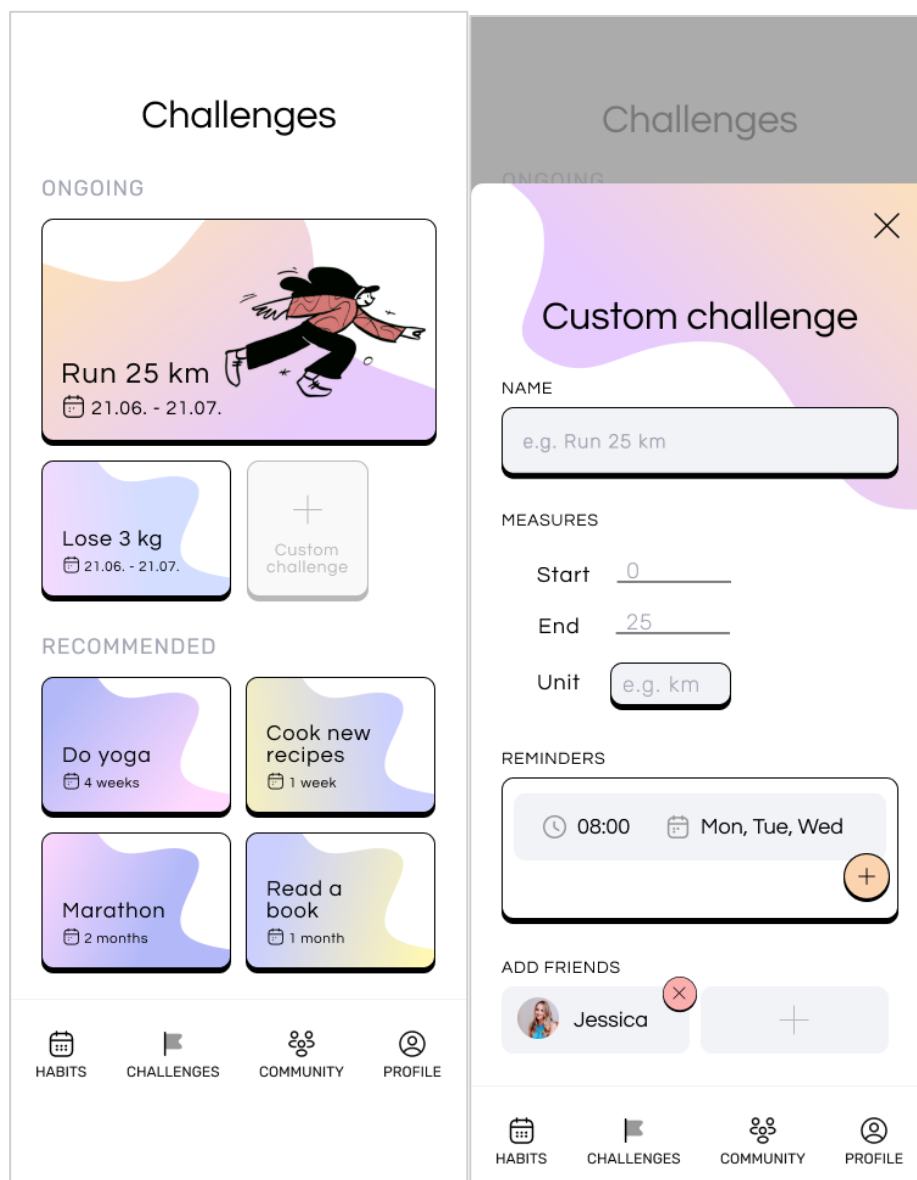 Challenges
ONGOING
Run 25 km
21.06. - 21.07.
Lose 3 kg
21.06. - 21.07.
Custom
challenge
RECOMMENDED
Do yoga
4 weeks
Cook new
recipes
1 week
Marathon
2 months
Read a
book
1 month
HABITS
CHALLENGES
COMMUNITY
PROFILE
Challenges
ONGOING
Custom challenge
NAME
e.g. Run 25 km
MEASURES
Start 0
End 25
Unit e.g. km
REMINDERS
08:00 Mon, Tue, Wed
ADD FRIENDS
Jessica
HABITS
CHALLENGES
COMMUNITY
PROFILE